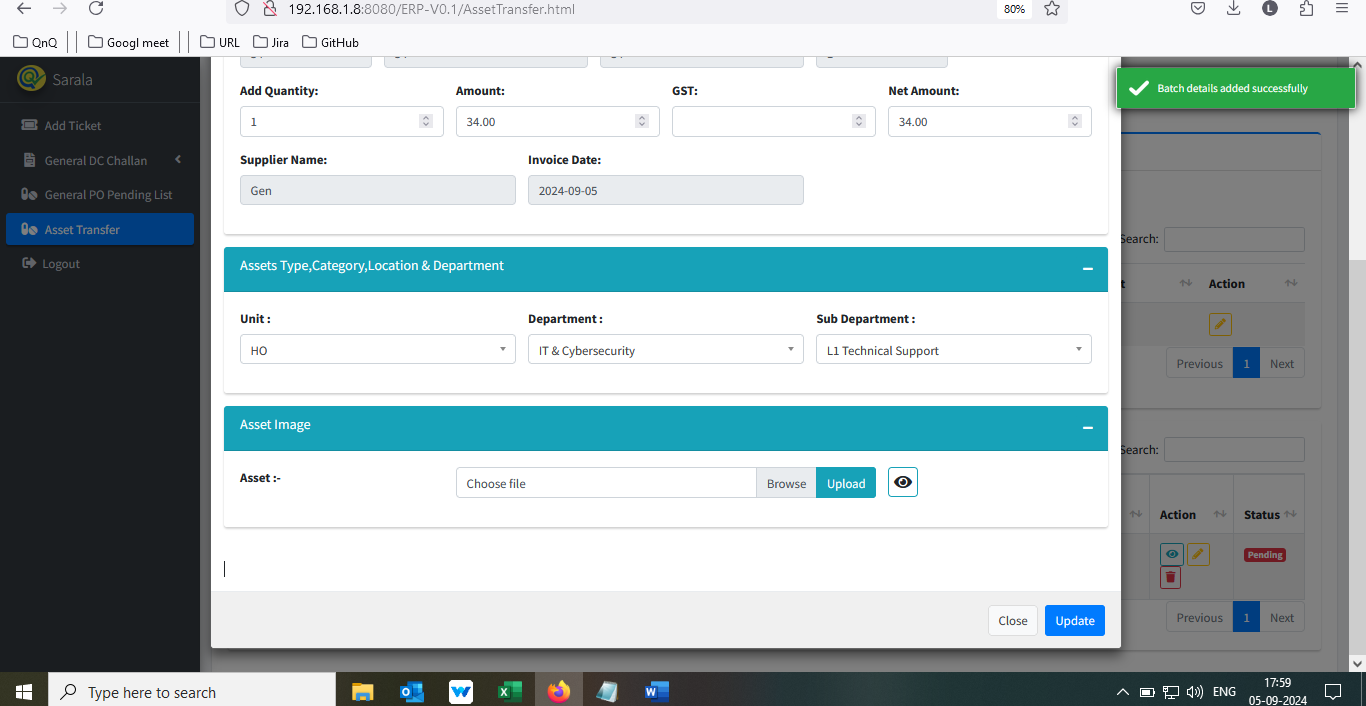 192.168.1.8:8080/ERP-V0.1/AssetTransfer.html
80%
L
QnQ
Googl meet
URL
Jira
GitHub
Sarala
Add Ticket
General DC Challan
General PO Pending List
Asset Transfer
Logout
Batch details added successfully
Add Quantity:
Amount:
GST:
Net Amount:
1
34.00
34.00
Supplier Name:
Invoice Date:
Gen
2024-09-05
Assets Type,Category,Location & Department
Unit :
Department :
Sub Department :
HO
IT & Cybersecurity
L1 Technical Support
Asset Image
Asset :-
Choose file
Browse
Upload
Close
Update
Search:
Action
Previous
1
Next
Search:
Action
Status
Pending
Previous
1
Next
Type here to search
ENG
17:59
05-09-2024